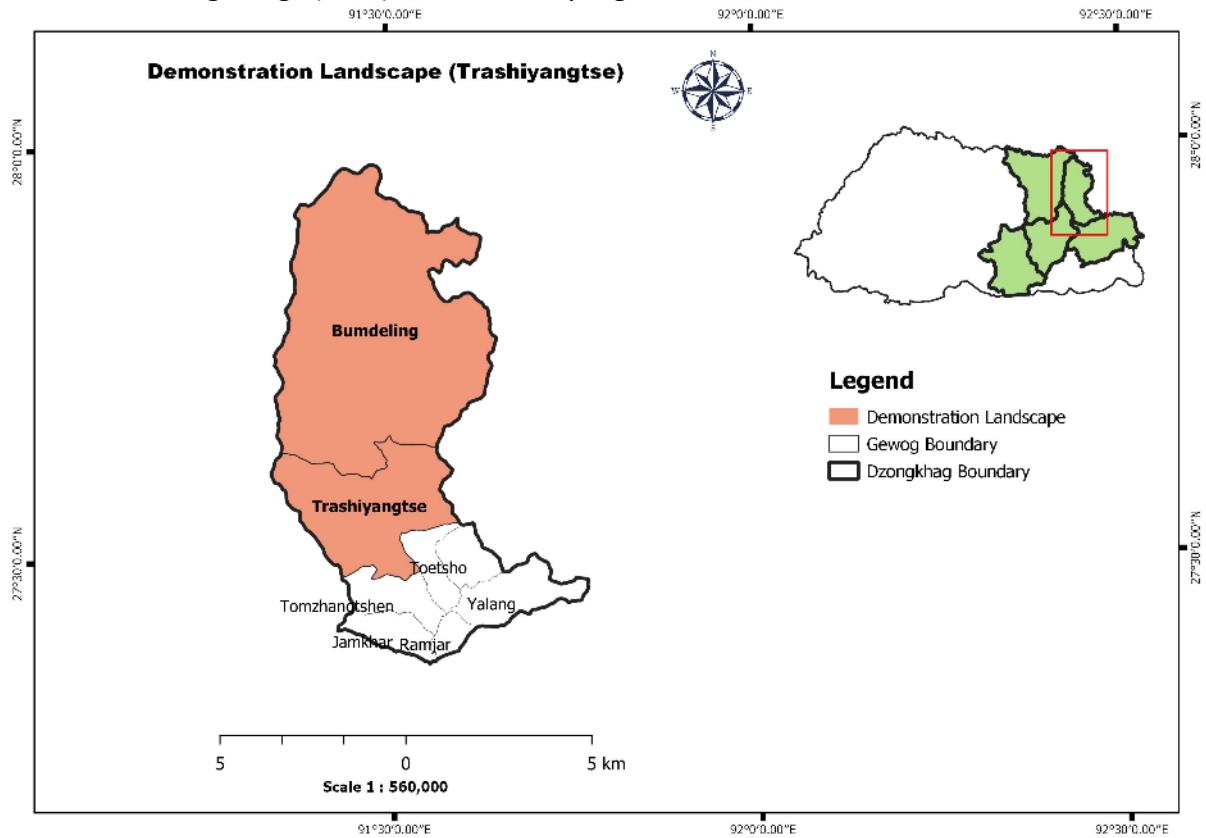 91°30'0.00"E 92°0'0.00"E 92°30'0.00"E
Demonstration Landscape (Trashiyangtse)
N
W E
S
28°0'0.00"N 28°0'0.00"N
Bumdeling
Legend
Demonstration Landscape
Gewog Boundary
Dzongkhag Boundary
Trashiyangtse
27°30'0.00"N 27°30'0.00"N
Toetsho
Tomzhangtshen Yalang
Jamkhar Ramjar
5 0 5 km
Scale 1 : 560,000
91°30'0.00"E 92°0'0.00"E 92°30'0.00"E